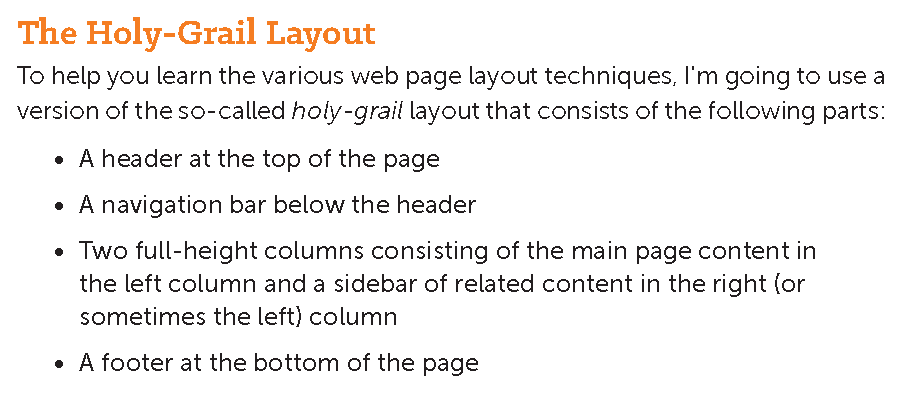 The Holy-Grail Layout
To help you learn the various web page layout techniques, I'm going to use a
version of the so-called holy-grail layout that consists of the following parts:
• A header at the top of the page
• A navigation bar below the header
• Two full-height columns consisting of the main page content in
the left column and a sidebar of related content in the right (or
sometimes the left) column
• A footer at the bottom of the page